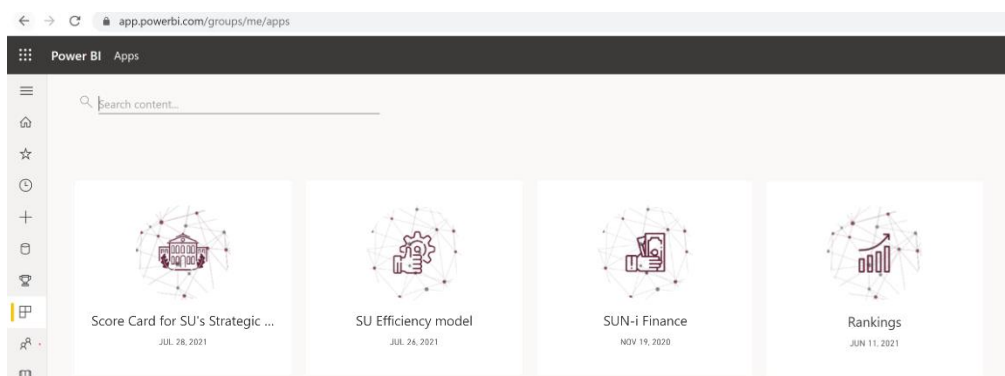 app.powerbi.com/groups/me/apps
Power BI Apps
Search content...
Score Card for SU's Strategic ...
JUL 28, 2021
SU Efficiency model
JUL 26, 2021
SUN-i Finance
NOV 19, 2020
Rankings
JUN 11, 2021